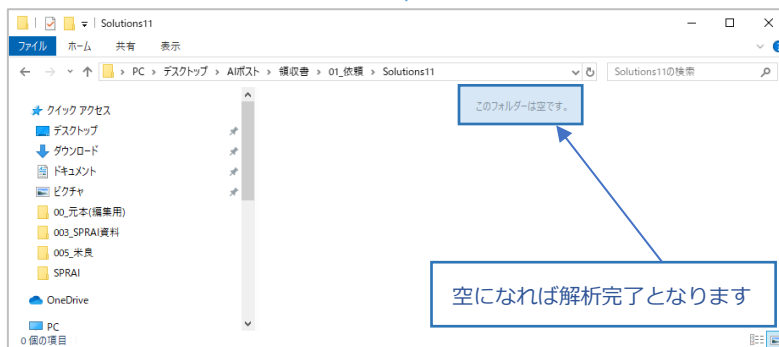 Solutions11
ファイル ホーム 共有 表示
PC › デスクトップ › AIポスト › 領収書 › 01_依頼 › Solutions11
Solutions11の検索
このフォルダーは空です。
クイック アクセス
デスクトップ
ダウンロード
ドキュメント
ピクチャ
00_元本(編集用)
003_SPRAI資料
005_米良
SPRAI
OneDrive
PC
空になれば解析完了となります
0 個の項目